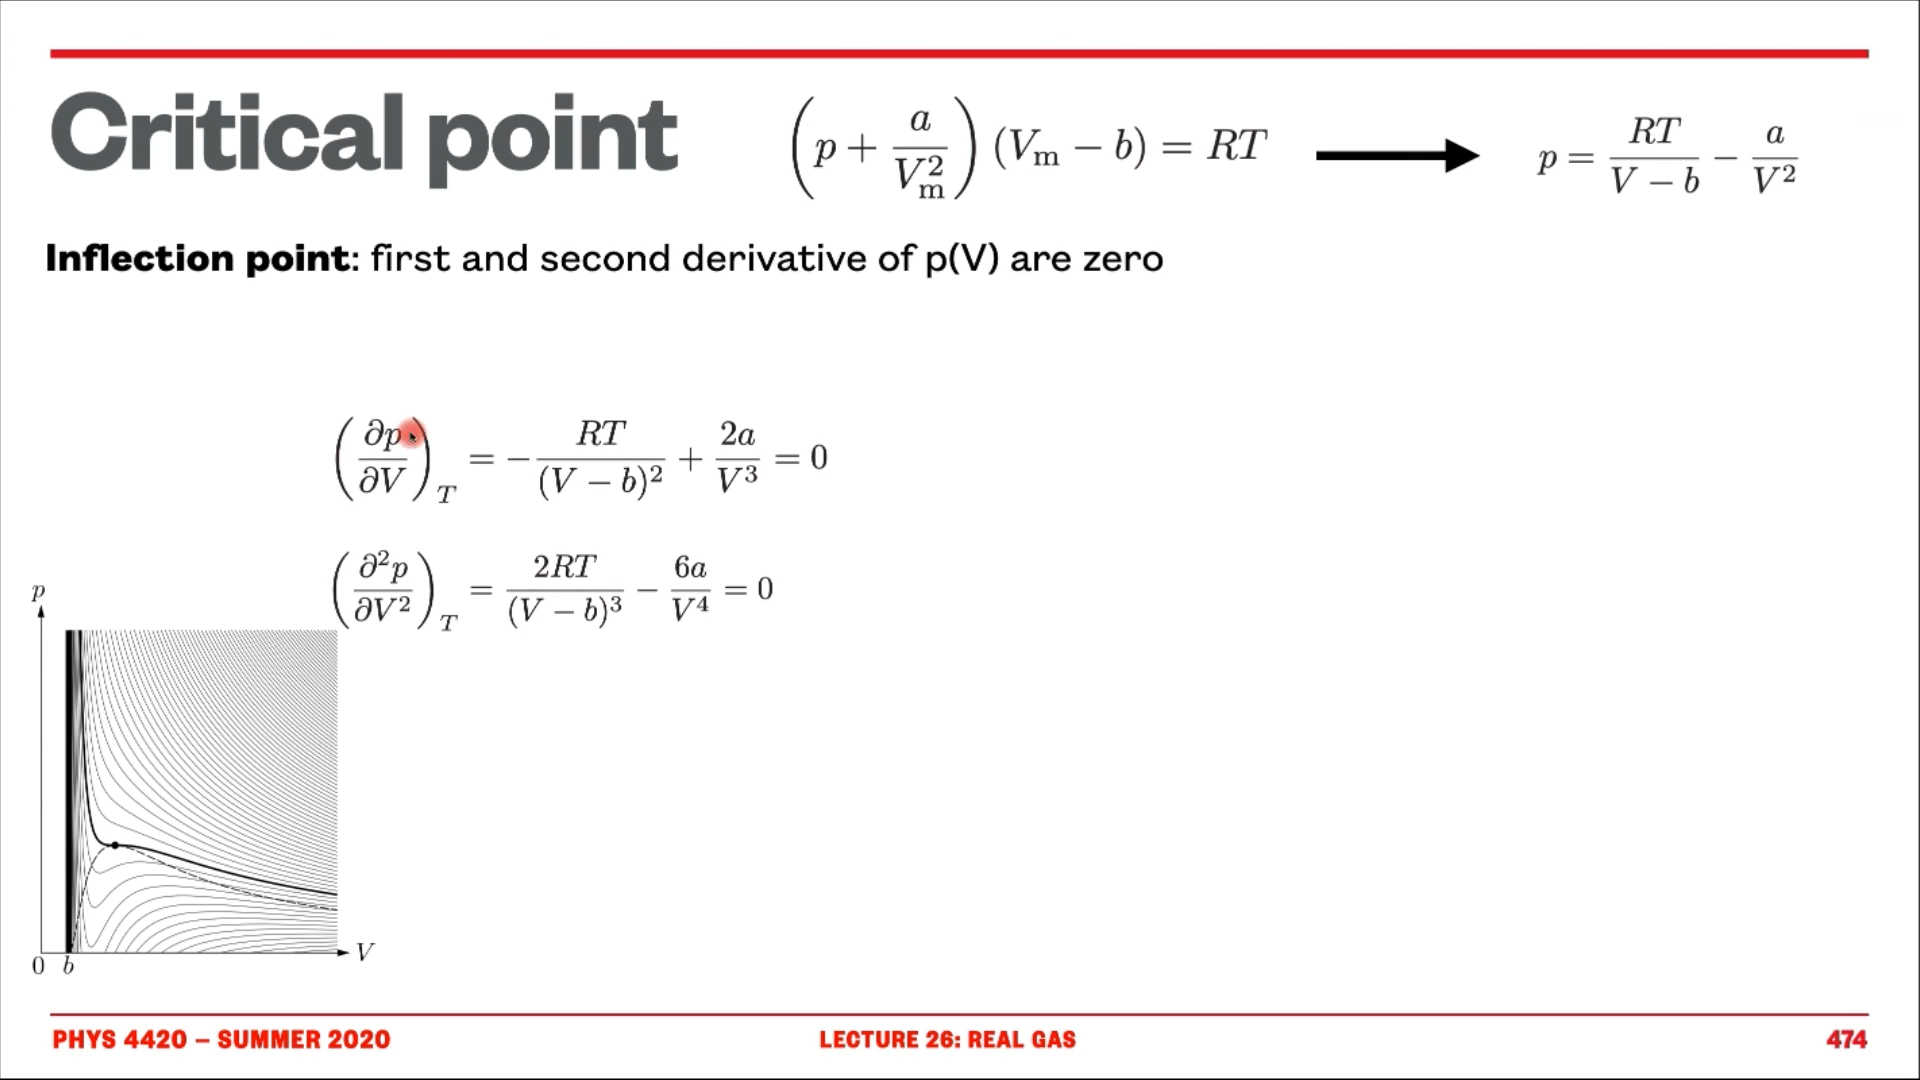 Critical point
(p + a/V_m^2)(V_m − b) = RT → p = RT/(V − b) − a/V^2
Inflection point: first and second derivative of p(V) are zero
(∂p/∂V)_T = −RT/(V − b)^2 + 2a/V^3 = 0
(∂^2p/∂V^2)_T = 2RT/(V − b)^3 − 6a/V^4 = 0
p
V
0 b
PHYS 4420 – SUMMER 2020
LECTURE 26: REAL GAS
474